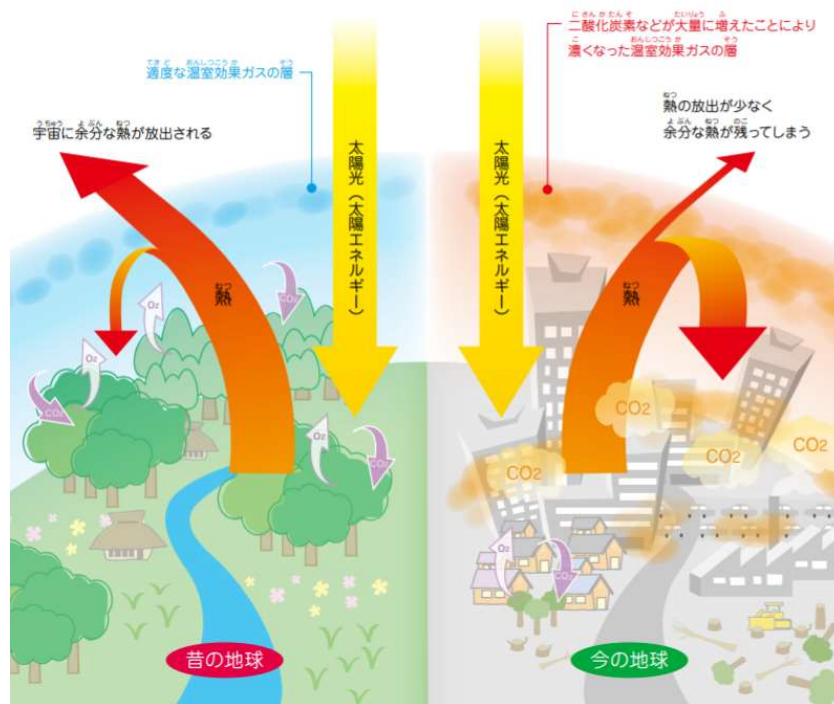 適度な温室効果ガスの層
宇宙に余分な熱が放出される
太陽光(太陽エネルギー)
熱
O2
CO2
O2
CO2
O2
CO2
昔の地球
二酸化炭素などが大量に増えたことにより
濃くなった温室効果ガスの層
熱の放出が少なく
余分な熱が残ってしまう
太陽光(太陽エネルギー)
熱
CO2
CO2
CO2
CO2
O2
CO2
今の地球